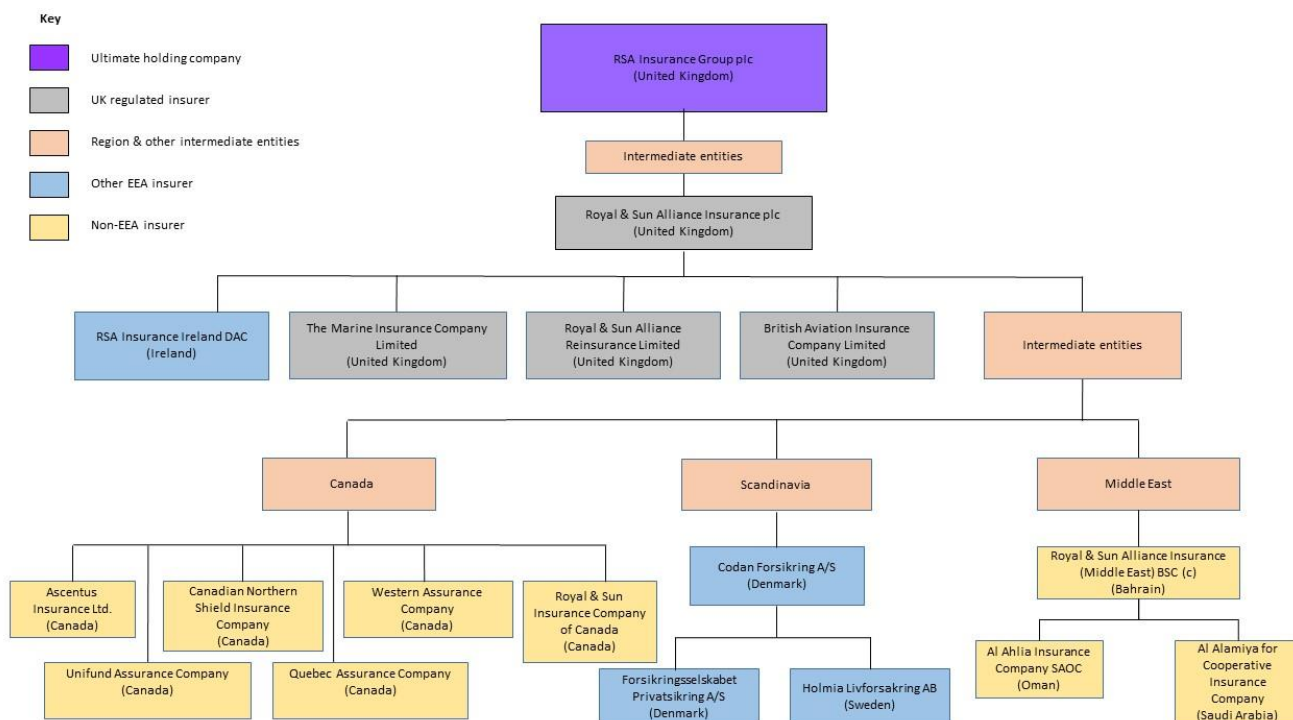 Key
Ultimate holding company
UK regulated insurer
Region & other intermediate entities
Other EEA insurer
Non-EEA insurer
RSA Insurance Group plc
(United Kingdom)
Intermediate entities
Royal & Sun Alliance Insurance plc
(United Kingdom)
RSA Insurance Ireland DAC
(Ireland)
The Marine Insurance Company
Limited
(United Kingdom)
Royal & Sun Alliance
Reinsurance Limited
(United Kingdom)
British Aviation Insurance
Company Limited
(United Kingdom)
Intermediate entities
Canada
Scandinavia
Middle East
Ascentus
Insurance Ltd.
(Canada)
Canadian Northern
Shield Insurance
Company
(Canada)
Western Assurance
Company
(Canada)
Royal & Sun
Insurance Company
of Canada
(Canada)
Unifund Assurance Company
(Canada)
Quebec Assurance Company
(Canada)
Codan Forsikring A/S
(Denmark)
Forsikringsselskabet
Privatsikring A/S
(Denmark)
Holmia Livforsakring AB
(Sweden)
Royal & Sun Alliance Insurance
(Middle East) BSC (c)
(Bahrain)
Al Ahlia Insurance
Company SAOC
(Oman)
Al Alamiya for
Cooperative
Insurance
Company
(Saudi Arabia)